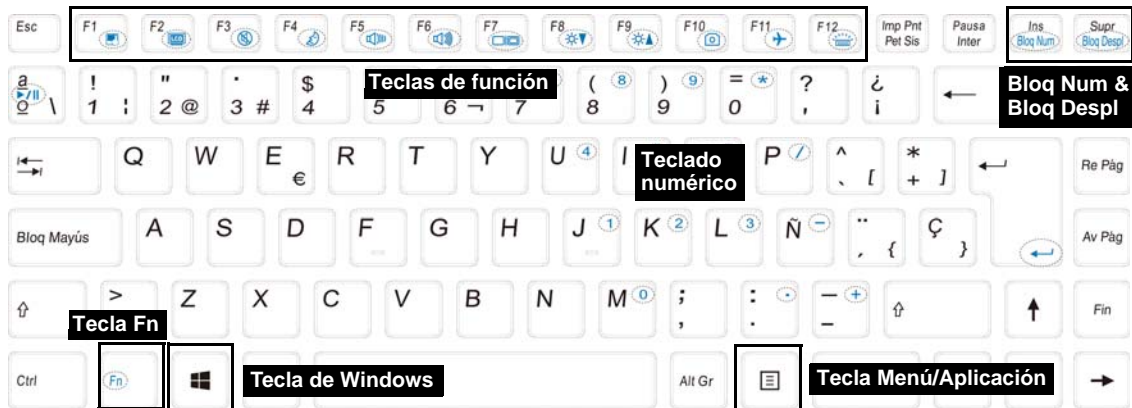 Esc F1 F2 F3 F4 F5 F6 F7 F8 F9 F10 F11 F12 Imp Pnt Pausa Ins Supr
Pet Sis Inter Bloq Num Bloq Despl
Teclas de función
Bloq Num &
Bloq Despl
a ! " · $ ( 8 ) 9 = * ? ¿
o \ 1 ¦ 2 @ 3 # 4 5 6 ¬ 7 8 9 0 ' ¡
Q W E € R T Y U 4 I P / ^ ` [ * + ] Re Pàg
Teclado
numérico
Bloq Mayús A S D F G H J 1 K 2 L 3 Ñ - ¨ ´ { Ç } Av Pàg
> Z X C V B N M 0 ; , : . · — – + Fin
Tecla Fn
Ctrl Fn Tecla de Windows Alt Gr Tecla Menú/Aplicación